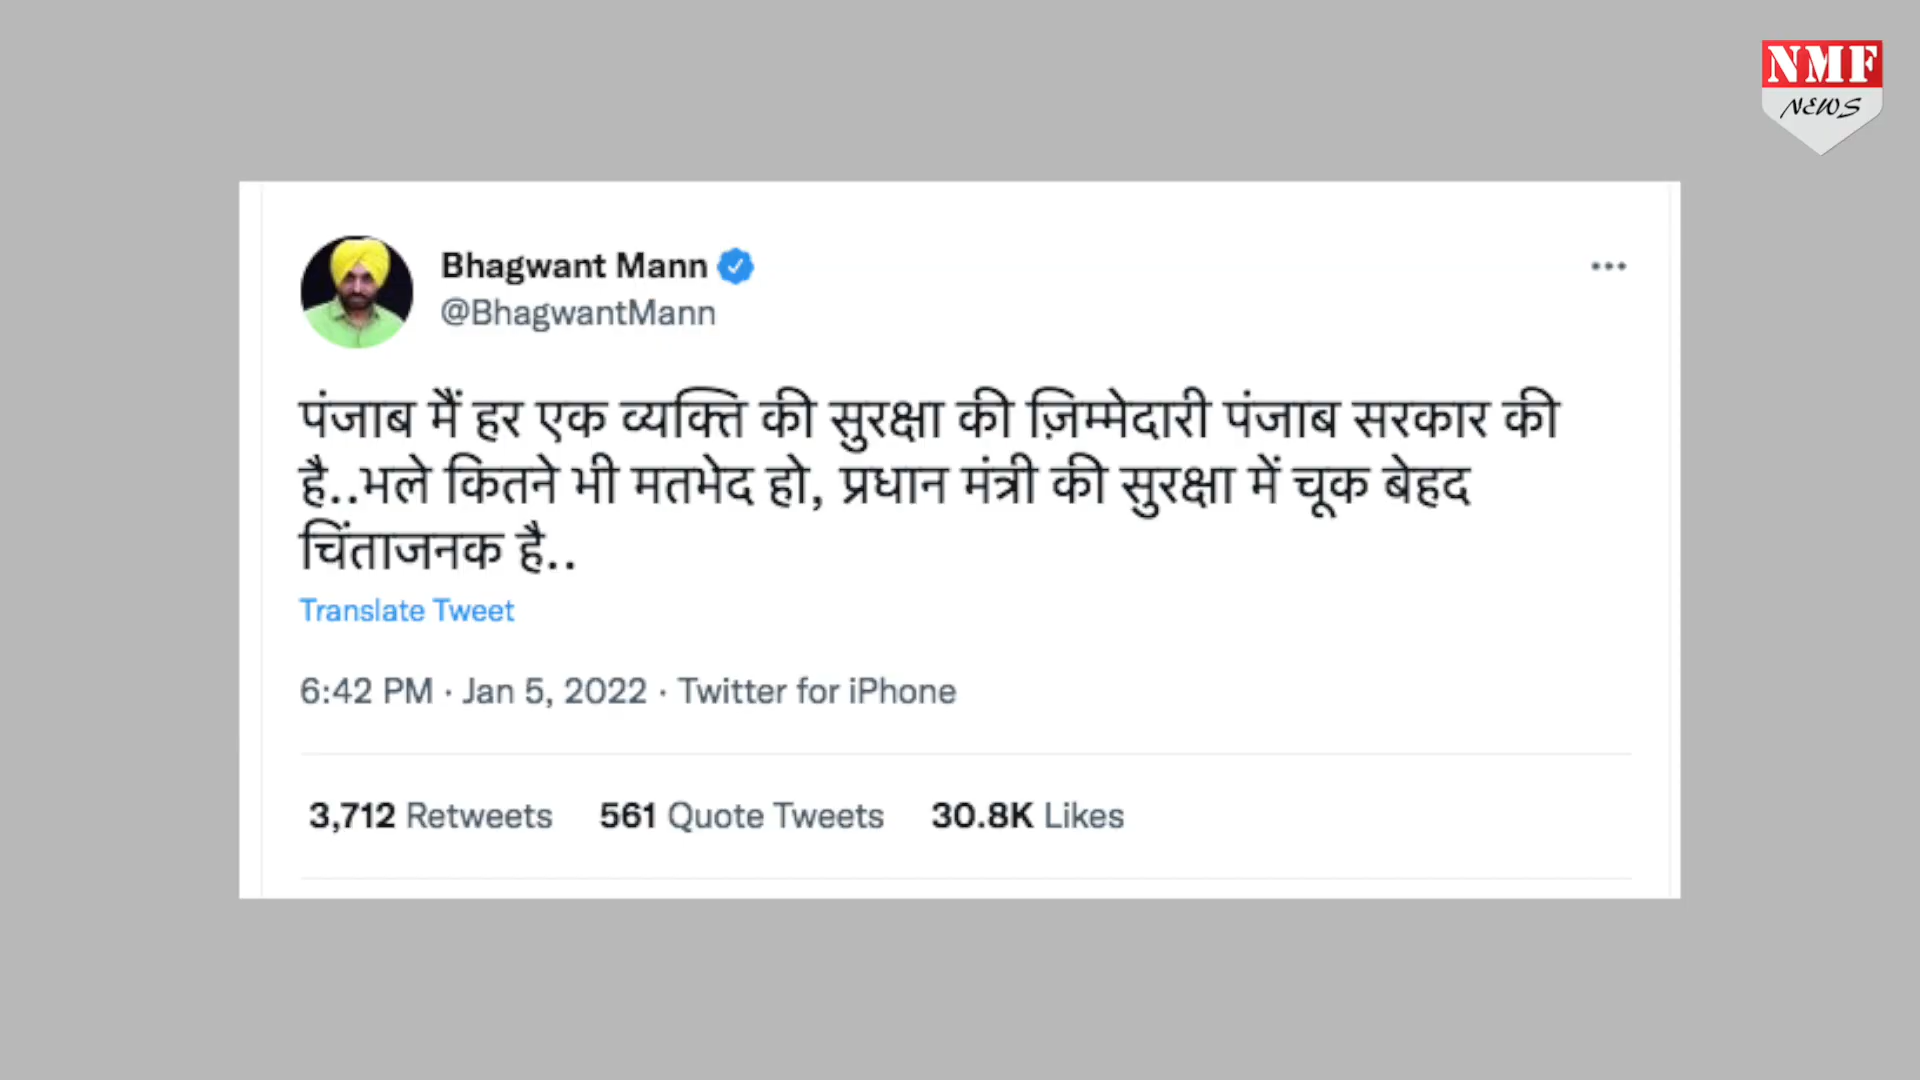 NMF
NEWS
Bhagwant Mann
@BhagwantMann
पंजाब मैं हर एक व्यक्ति की सुरक्षा की ज़िम्मेदारी पंजाब सरकार की
है..भले कितने भी मतभेद हो, प्रधान मंत्री की सुरक्षा में चूक बेहद
चिंताजनक है..
Translate Tweet
6:42 PM · Jan 5, 2022 · Twitter for iPhone
3,712 Retweets 561 Quote Tweets 30.8K Likes